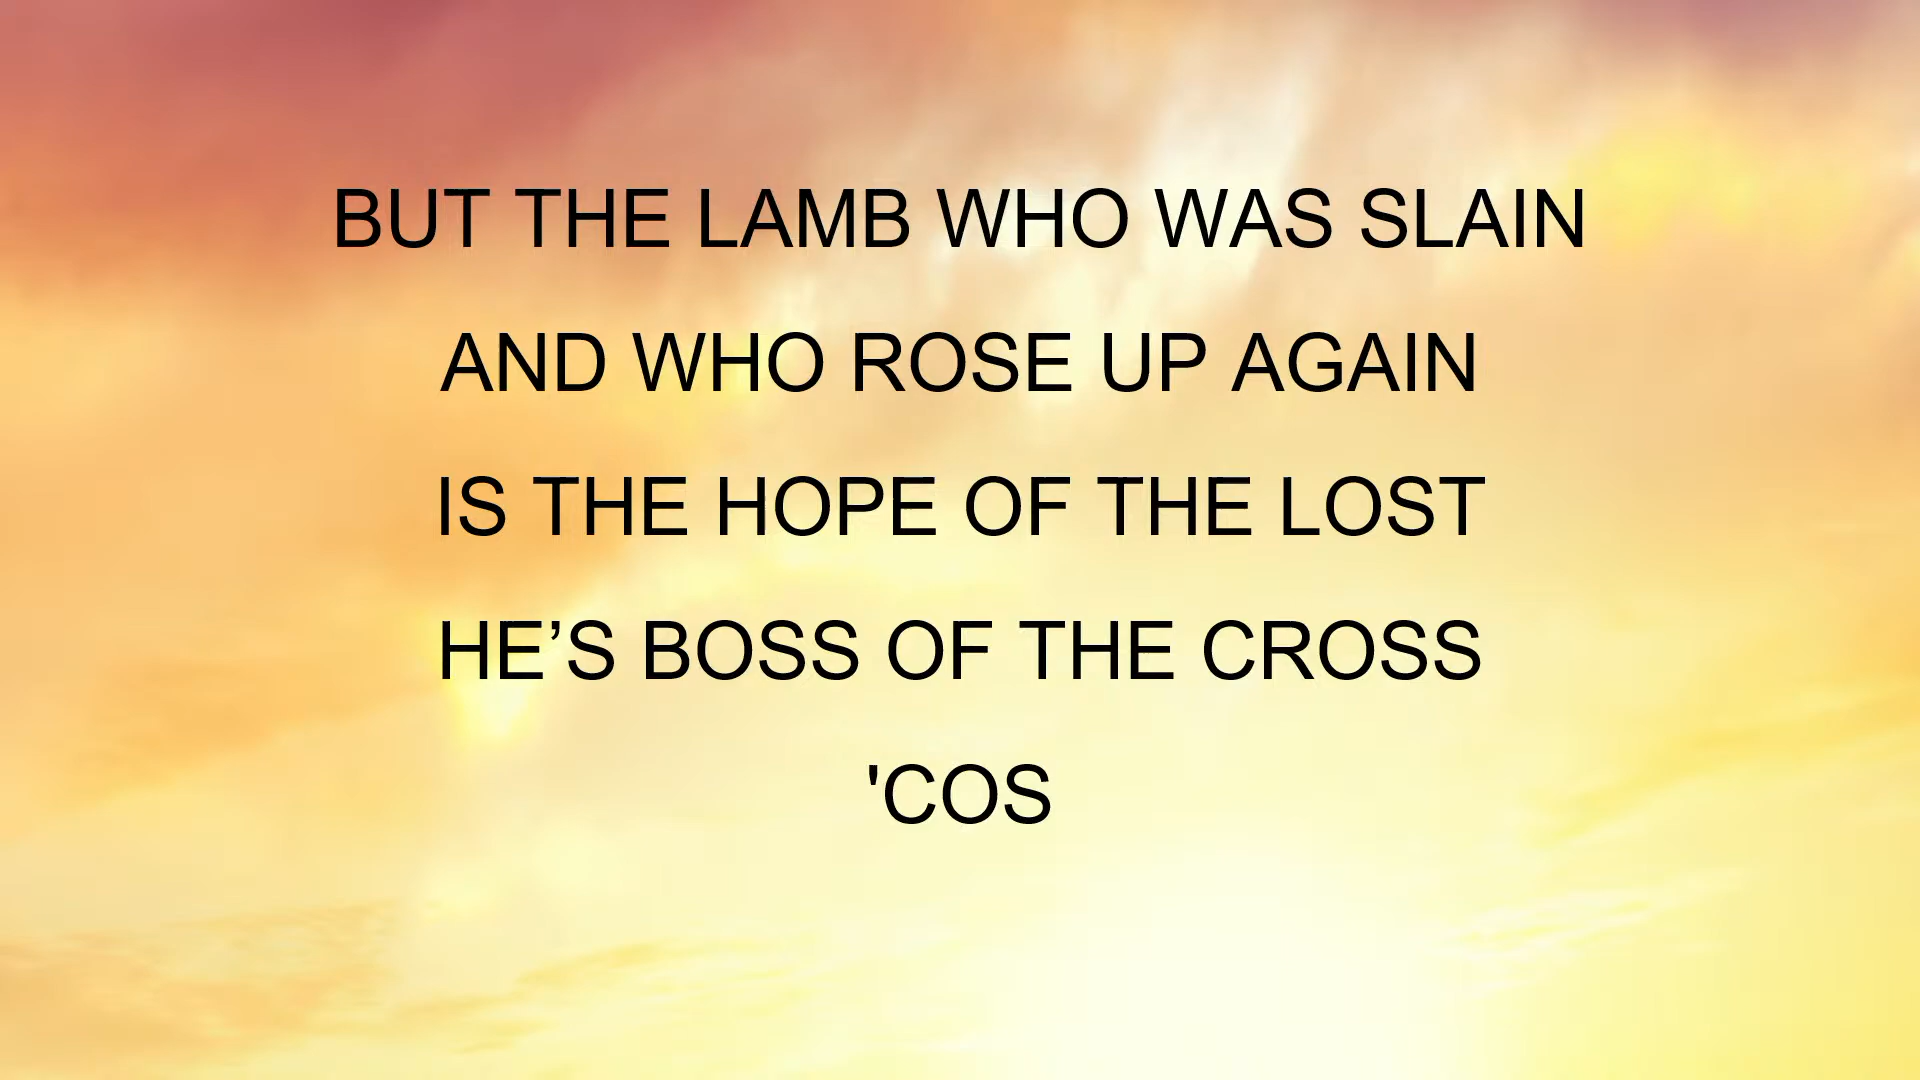 BUT THE LAMB WHO WAS SLAIN
AND WHO ROSE UP AGAIN
IS THE HOPE OF THE LOST
HE’S BOSS OF THE CROSS
'COS